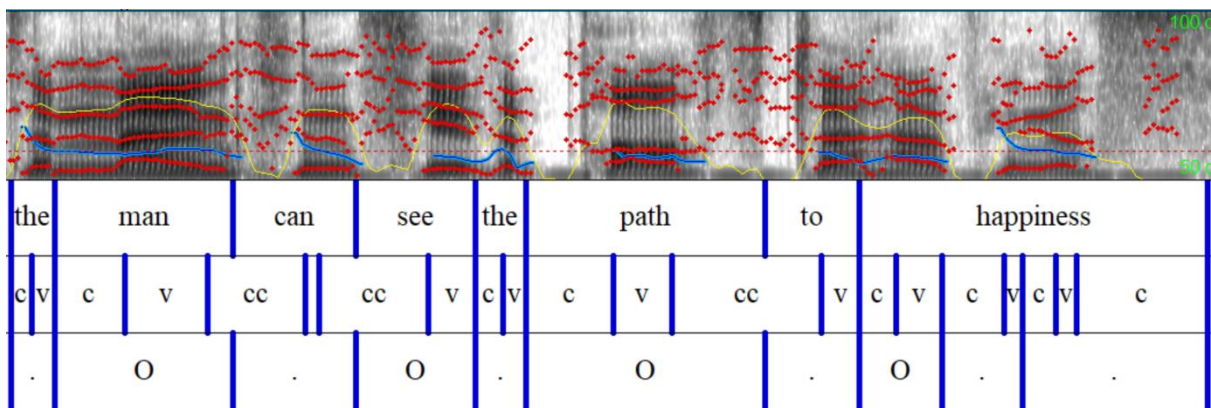 100 d
50 d
the man can see the path to happiness
c v c v cc cc v c v c v cc v c v c v c v c
. O . O . O . O . .